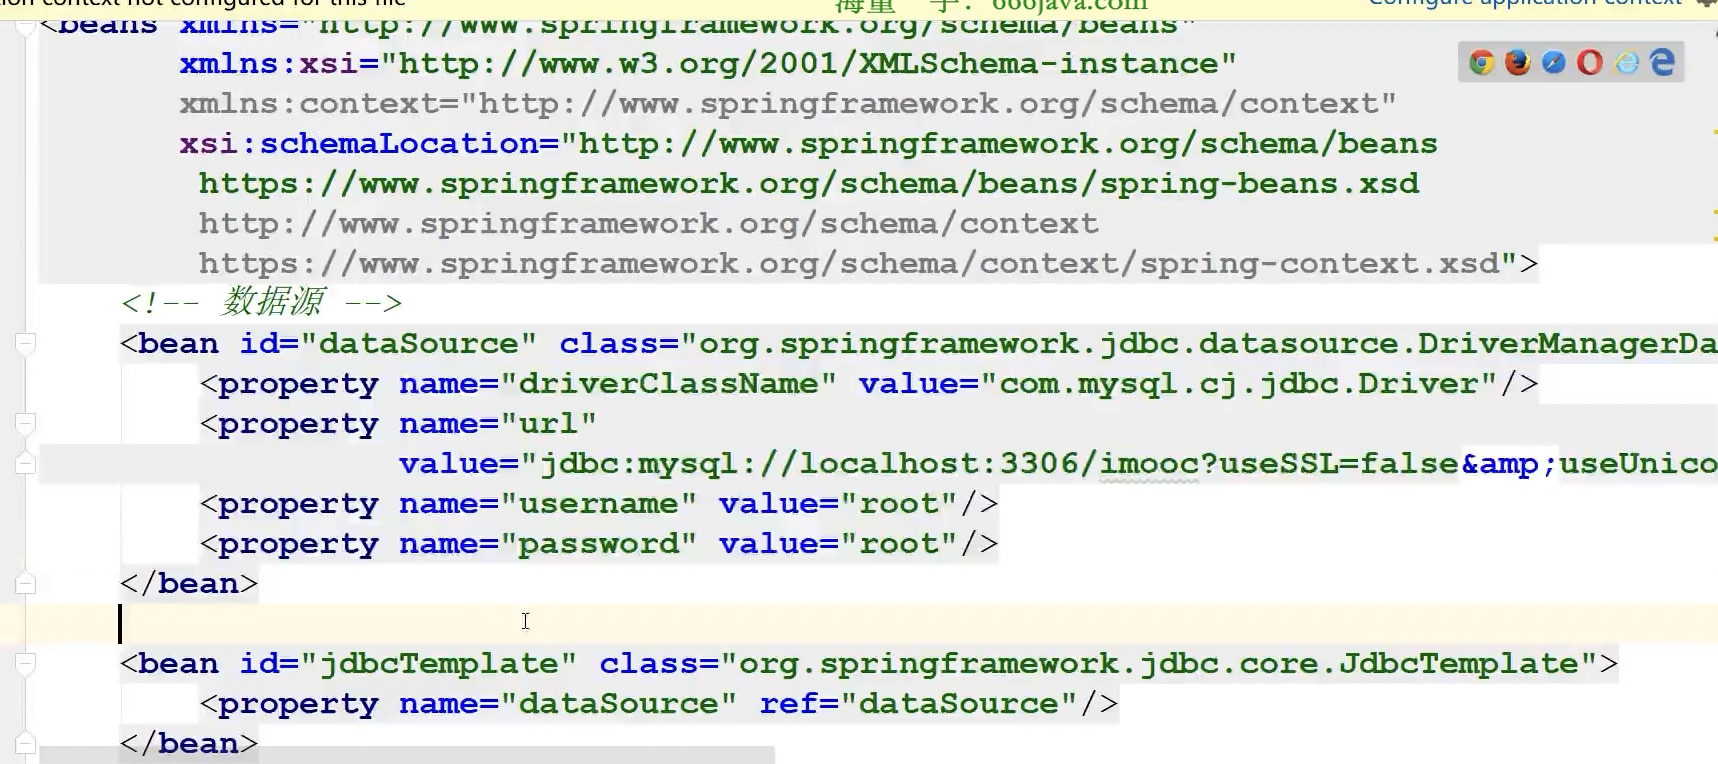 tion context not configured for this file
666java.com
Configure application context
<beans xmlns="http://www.springframework.org/schema/beans"
xmlns:xsi="http://www.w3.org/2001/XMLSchema-instance"
xmlns:context="http://www.springframework.org/schema/context"
xsi:schemaLocation="http://www.springframework.org/schema/beans
https://www.springframework.org/schema/beans/spring-beans.xsd
http://www.springframework.org/schema/context
https://www.springframework.org/schema/context/spring-context.xsd">
<!-- 数据源 -->
<bean id="dataSource" class="org.springframework.jdbc.datasource.DriverManagerDa
<property name="driverClassName" value="com.mysql.cj.jdbc.Driver"/>
<property name="url"
value="jdbc:mysql://localhost:3306/imooc?useSSL=false&amp;useUnico
<property name="username" value="root"/>
<property name="password" value="root"/>
</bean>
<bean id="jdbcTemplate" class="org.springframework.jdbc.core.JdbcTemplate">
<property name="dataSource" ref="dataSource"/>
</bean>